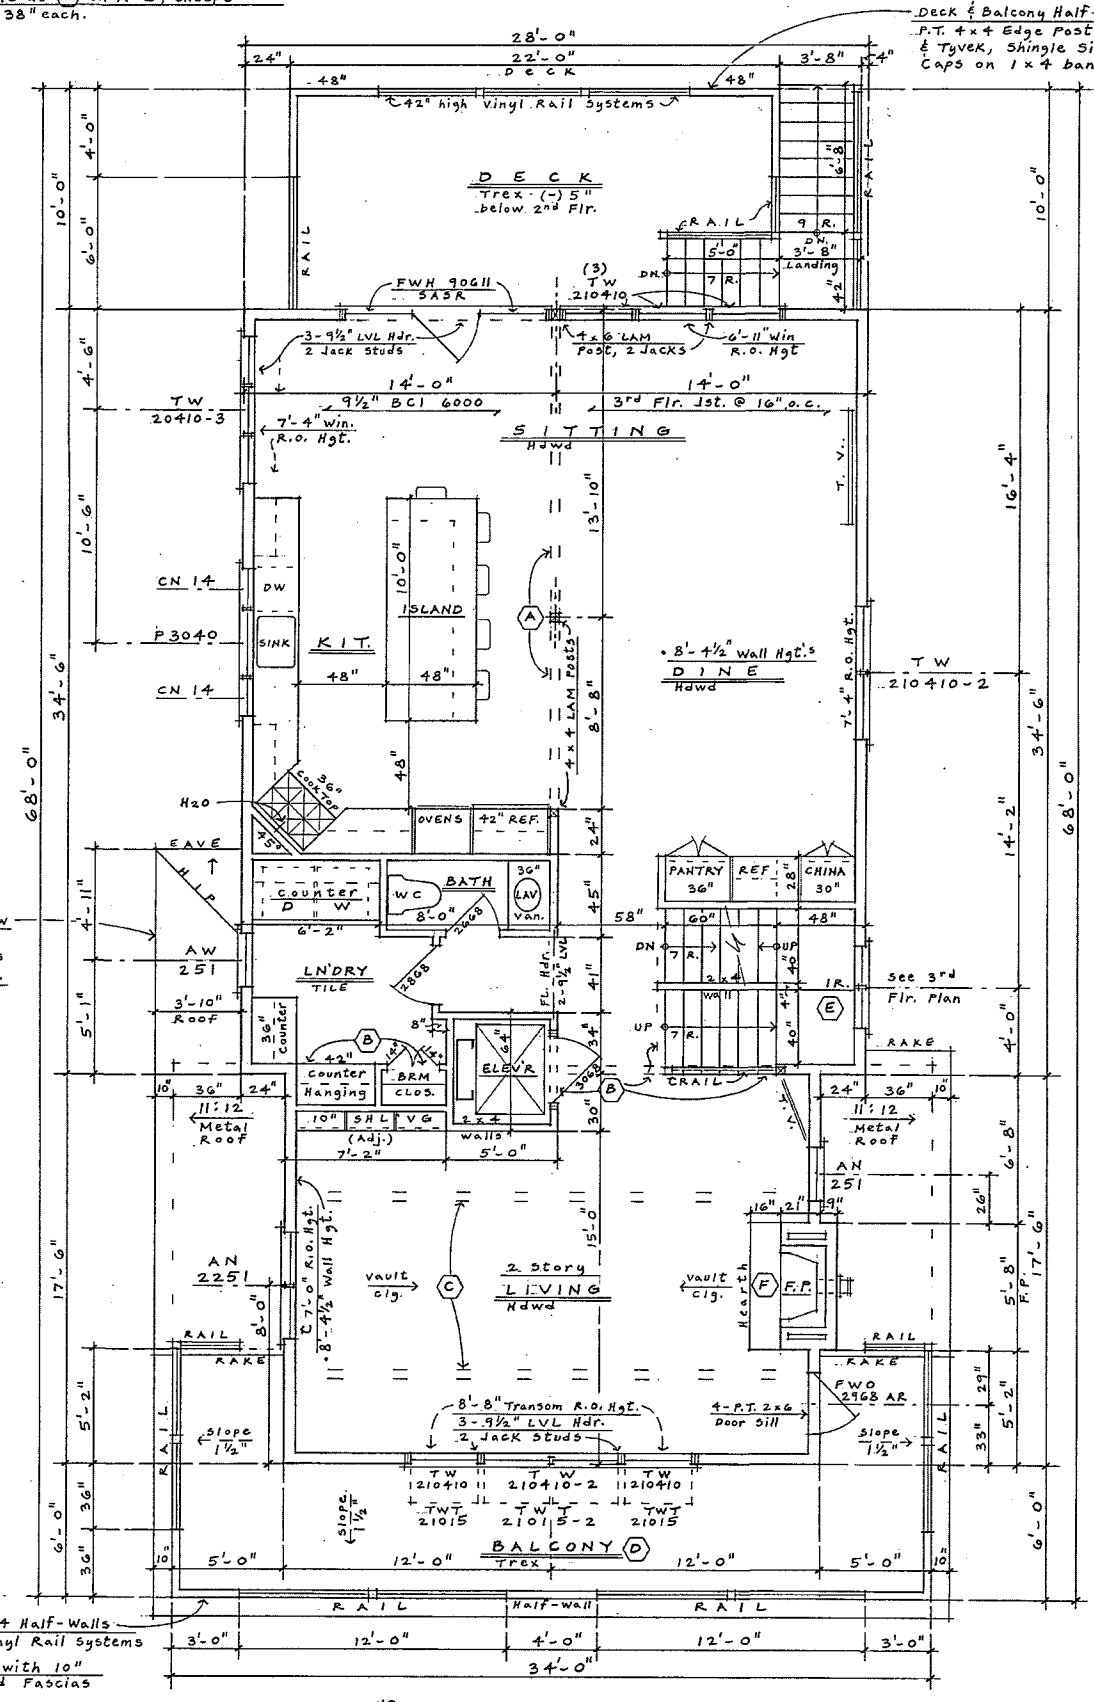 38" each.
Deck & Balcony Half-
P.T. 4x4 Edge Post
& Tyvek, Shingle Si
Caps on 1x4 ban
28'-0"
24"
22'-0"
3'-8"
4"
DECK
48"
48"
42" high Vinyl Rail Systems
DECK
Trex (-) 5"
below 2nd Flr.
RAIL
RAIL
RAIL
6'-8"
9 R.
DN.
5'-0"
3'-8"
Landing
DN.
7 R.
42"
10'-0"
4'-0"
6'-0"
10'-0"
FWH 90611
SASR
(3)
TW
210410
3-9½" LVL Hdr.
2 Jack Studs
4x6 LAM
Post, 2 Jacks
6'-11" Win
R.O. Hgt
14'-0"
14'-0"
9½" BCI 6000
3rd Flr. Jst. @ 16" o.c.
TW
20410-3
7'-4" Win.
R.O. Hgt.
SITTING
Hdwd
T.V.
4'-6"
10'-6"
34'-6"
68'-0"
13'-10"
16'-4"
CN 14
P3040
CN 14
DW
SINK
10'-0"
ISLAND
KIT.
48"
48"
48"
A
4x4 LAM Posts
8'-8"
8'-4½" Wall Hgt.s
DINE
Hdwd
7'-4" R.O. Hgt.
TW
210410-2
34'-6"
68'-0"
14'-2"
36"
Cook Top
H2O
45°
OVENS
42" REF.
24"
EAVE
HIP
Counter
D W
WC
BATH
36"
LAV
Van.
8'-0"
2668
6'-2"
45"
PANTRY
36"
REF
28"
CHINA
30"
58"
60"
48"
4'-11"
AW
251
3'-10"
Roof
5'-1"
LN'DRY
TILE
2868
FL. Hdr.
2-9½" LVL
41"
DN
7 R.
UP
40"
2x4
Wall
4"
1R.
E
UP
7 R.
40"
See 3rd
Flr. Plan
4'-0"
36"
Counter
8"
B
42"
Counter
Hanging
14"
14"
BRM
CLOS.
64"
ELEV'R
34"
3068
B
RAIL
30"
T.V.
RAKE
10"
36"
24"
11:12
Metal
Roof
10"
SHL
VG
(Adj.)
2x4
Walls
7'-2"
5'-0"
24"
36"
10"
11:12
Metal
Roof
AN
251
26"
6'-8"
16"
21"
9"
7'-0" R.O. Hgt.
8'-4½" Wall Hgt.
15'-0"
AN
2251
8'-0"
17'-6"
Vault
clg.
C
2 Story
LIVING
Hdwd
Vault
clg.
Hearth
F
F.P.
5'-8"
F.P.
17'-6"
RAIL
RAKE
RAIL
RAKE
RAIL
5'-2"
Slope
1½"
8'-8" Transom R.O. Hgt.
3-9½" LVL Hdr.
2 Jack Studs
4-P.T. 2x6
Door Sill
FWO
2968 AR
29"
33"
5'-2"
Slope
1½"
RAIL
TW
210410
TW
210410-2
TW
210410
TWT
21015
TWT
21015-2
TWT
21015
Slope
1½"
BALCONY D
Trex
6'-0"
36"
36"
6'-0"
10"
5'-0"
12'-0"
12'-0"
5'-0"
10"
RAIL
Half-Wall
RAIL
4 Half-Walls
nyl Rail Systems
with 10"
d Fascias
3'-0"
12'-0"
4'-0"
12'-0"
3'-0"
34'-0"